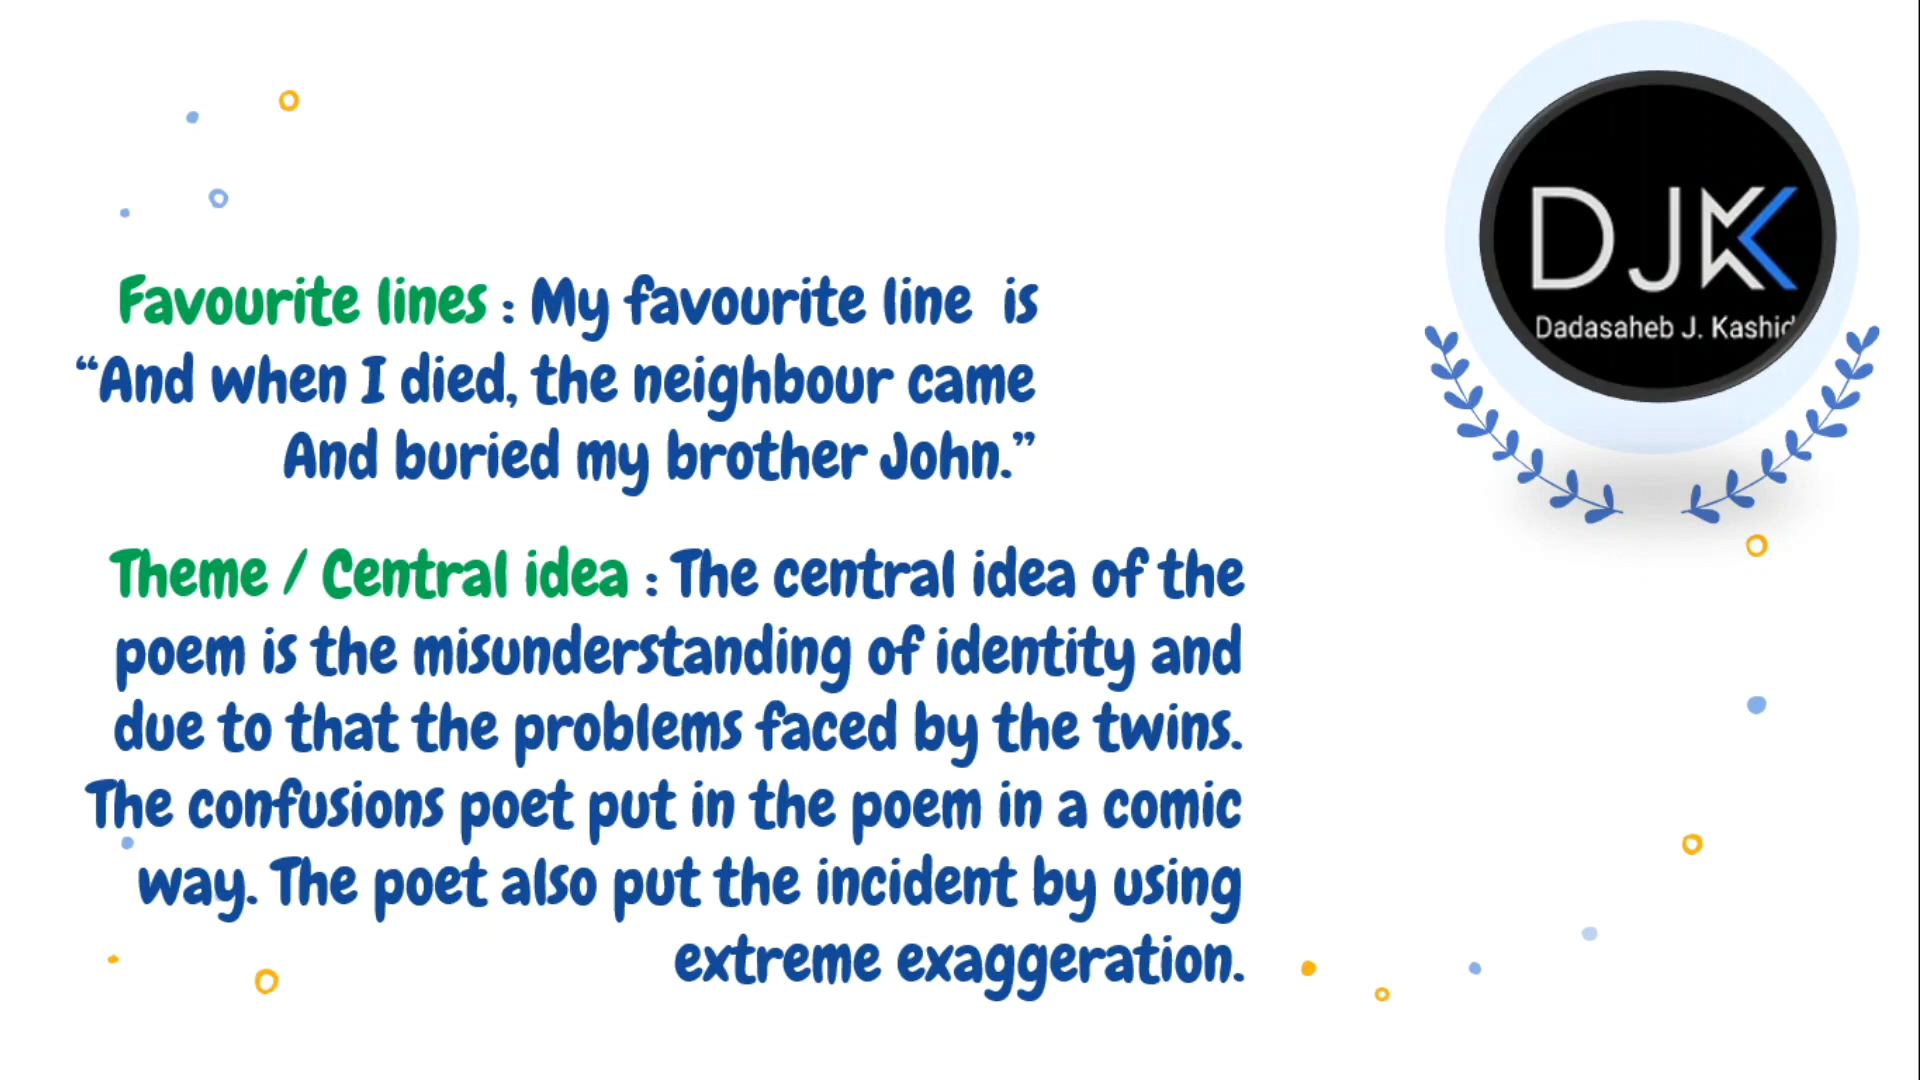 Favourite lines : My favourite line is
“And when I died, the neighbour came
And buried my brother John.”
Theme / Central idea : The central idea of the
poem is the misunderstanding of identity and
due to that the problems faced by the twins.
The confusions poet put in the poem in a comic
way. The poet also put the incident by using
extreme exaggeration.
DJK
Dadasaheb J. Kashid